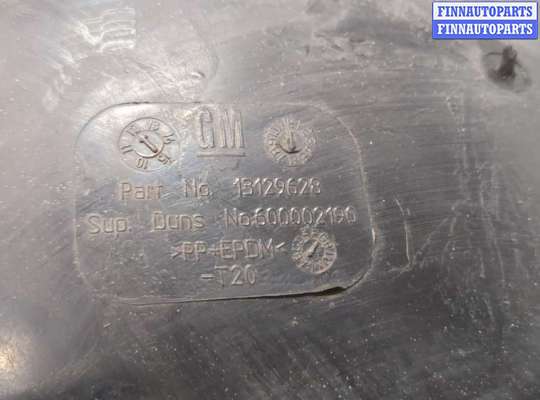 FINNAUTOPARTS
FINNAUTOPARTS
GM
Part No. 13129628
Sup. Duns No.600002190
>PP+EPDM<
-T20